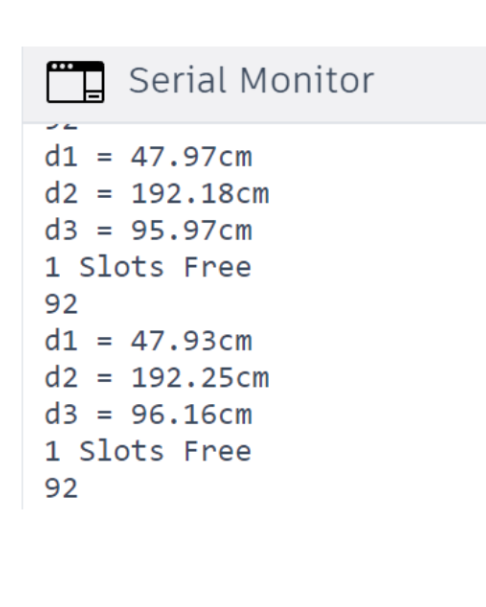 Serial Monitor
d1 = 47.97cm
d2 = 192.18cm
d3 = 95.97cm
1 Slots Free
92
d1 = 47.93cm
d2 = 192.25cm
d3 = 96.16cm
1 Slots Free
92